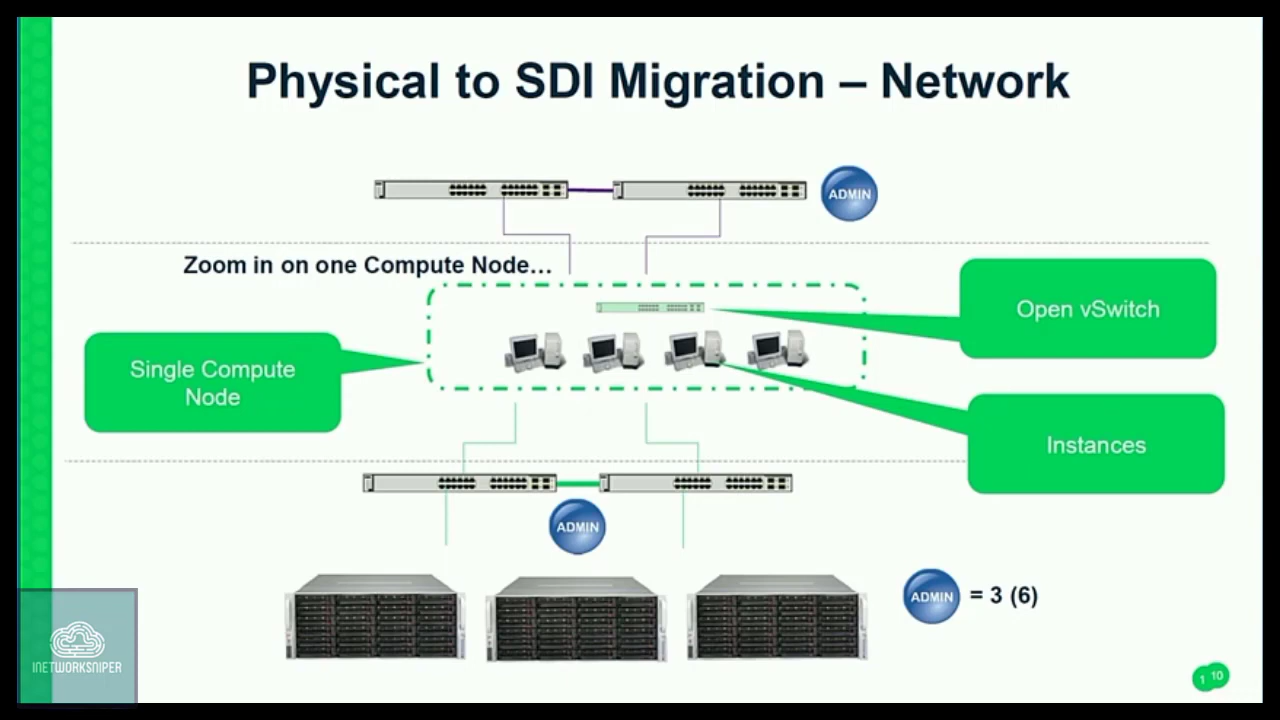 Physical to SDI Migration – Network
ADMIN
Zoom in on one Compute Node…
Open vSwitch
Single Compute
Node
Instances
ADMIN
ADMIN = 3 (6)
INETWORKSNIPER
1 10